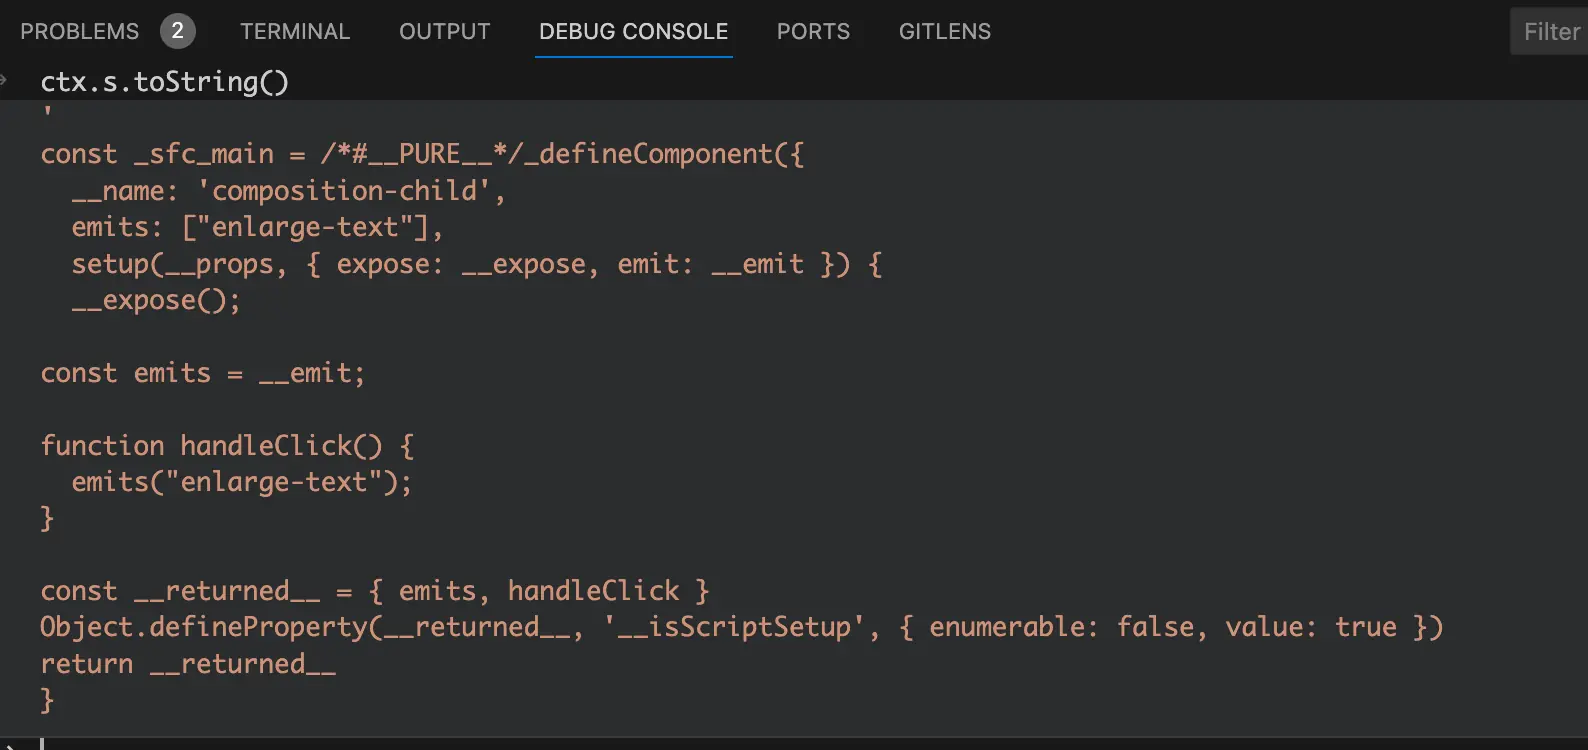 PROBLEMS 2 TERMINAL OUTPUT DEBUG CONSOLE PORTS GITLENS Filter
ctx.s.toString()
'
const _sfc_main = /*#__PURE__*/_defineComponent({
  __name: 'composition-child',
  emits: ["enlarge-text"],
  setup(__props, { expose: __expose, emit: __emit }) {
  __expose();

const emits = __emit;

function handleClick() {
  emits("enlarge-text");
}

const __returned__ = { emits, handleClick }
Object.defineProperty(__returned__, '__isScriptSetup', { enumerable: false, value: true })
return __returned__
}